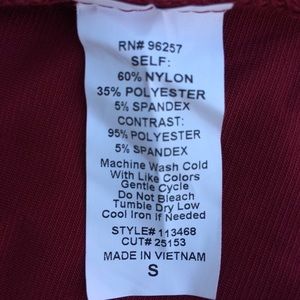 RN# 96257
SELF:
60% NYLON
35% POLYESTER
5% SPANDEX
CONTRAST:
95% POLYESTER
5% SPANDEX
Machine Wash Cold
With Like Colors
Gentle Cycle
Do Not Bleach
Tumble Dry Low
Cool Iron if Needed
STYLE# 113468
CUT# 25153
MADE IN VIETNAM
S